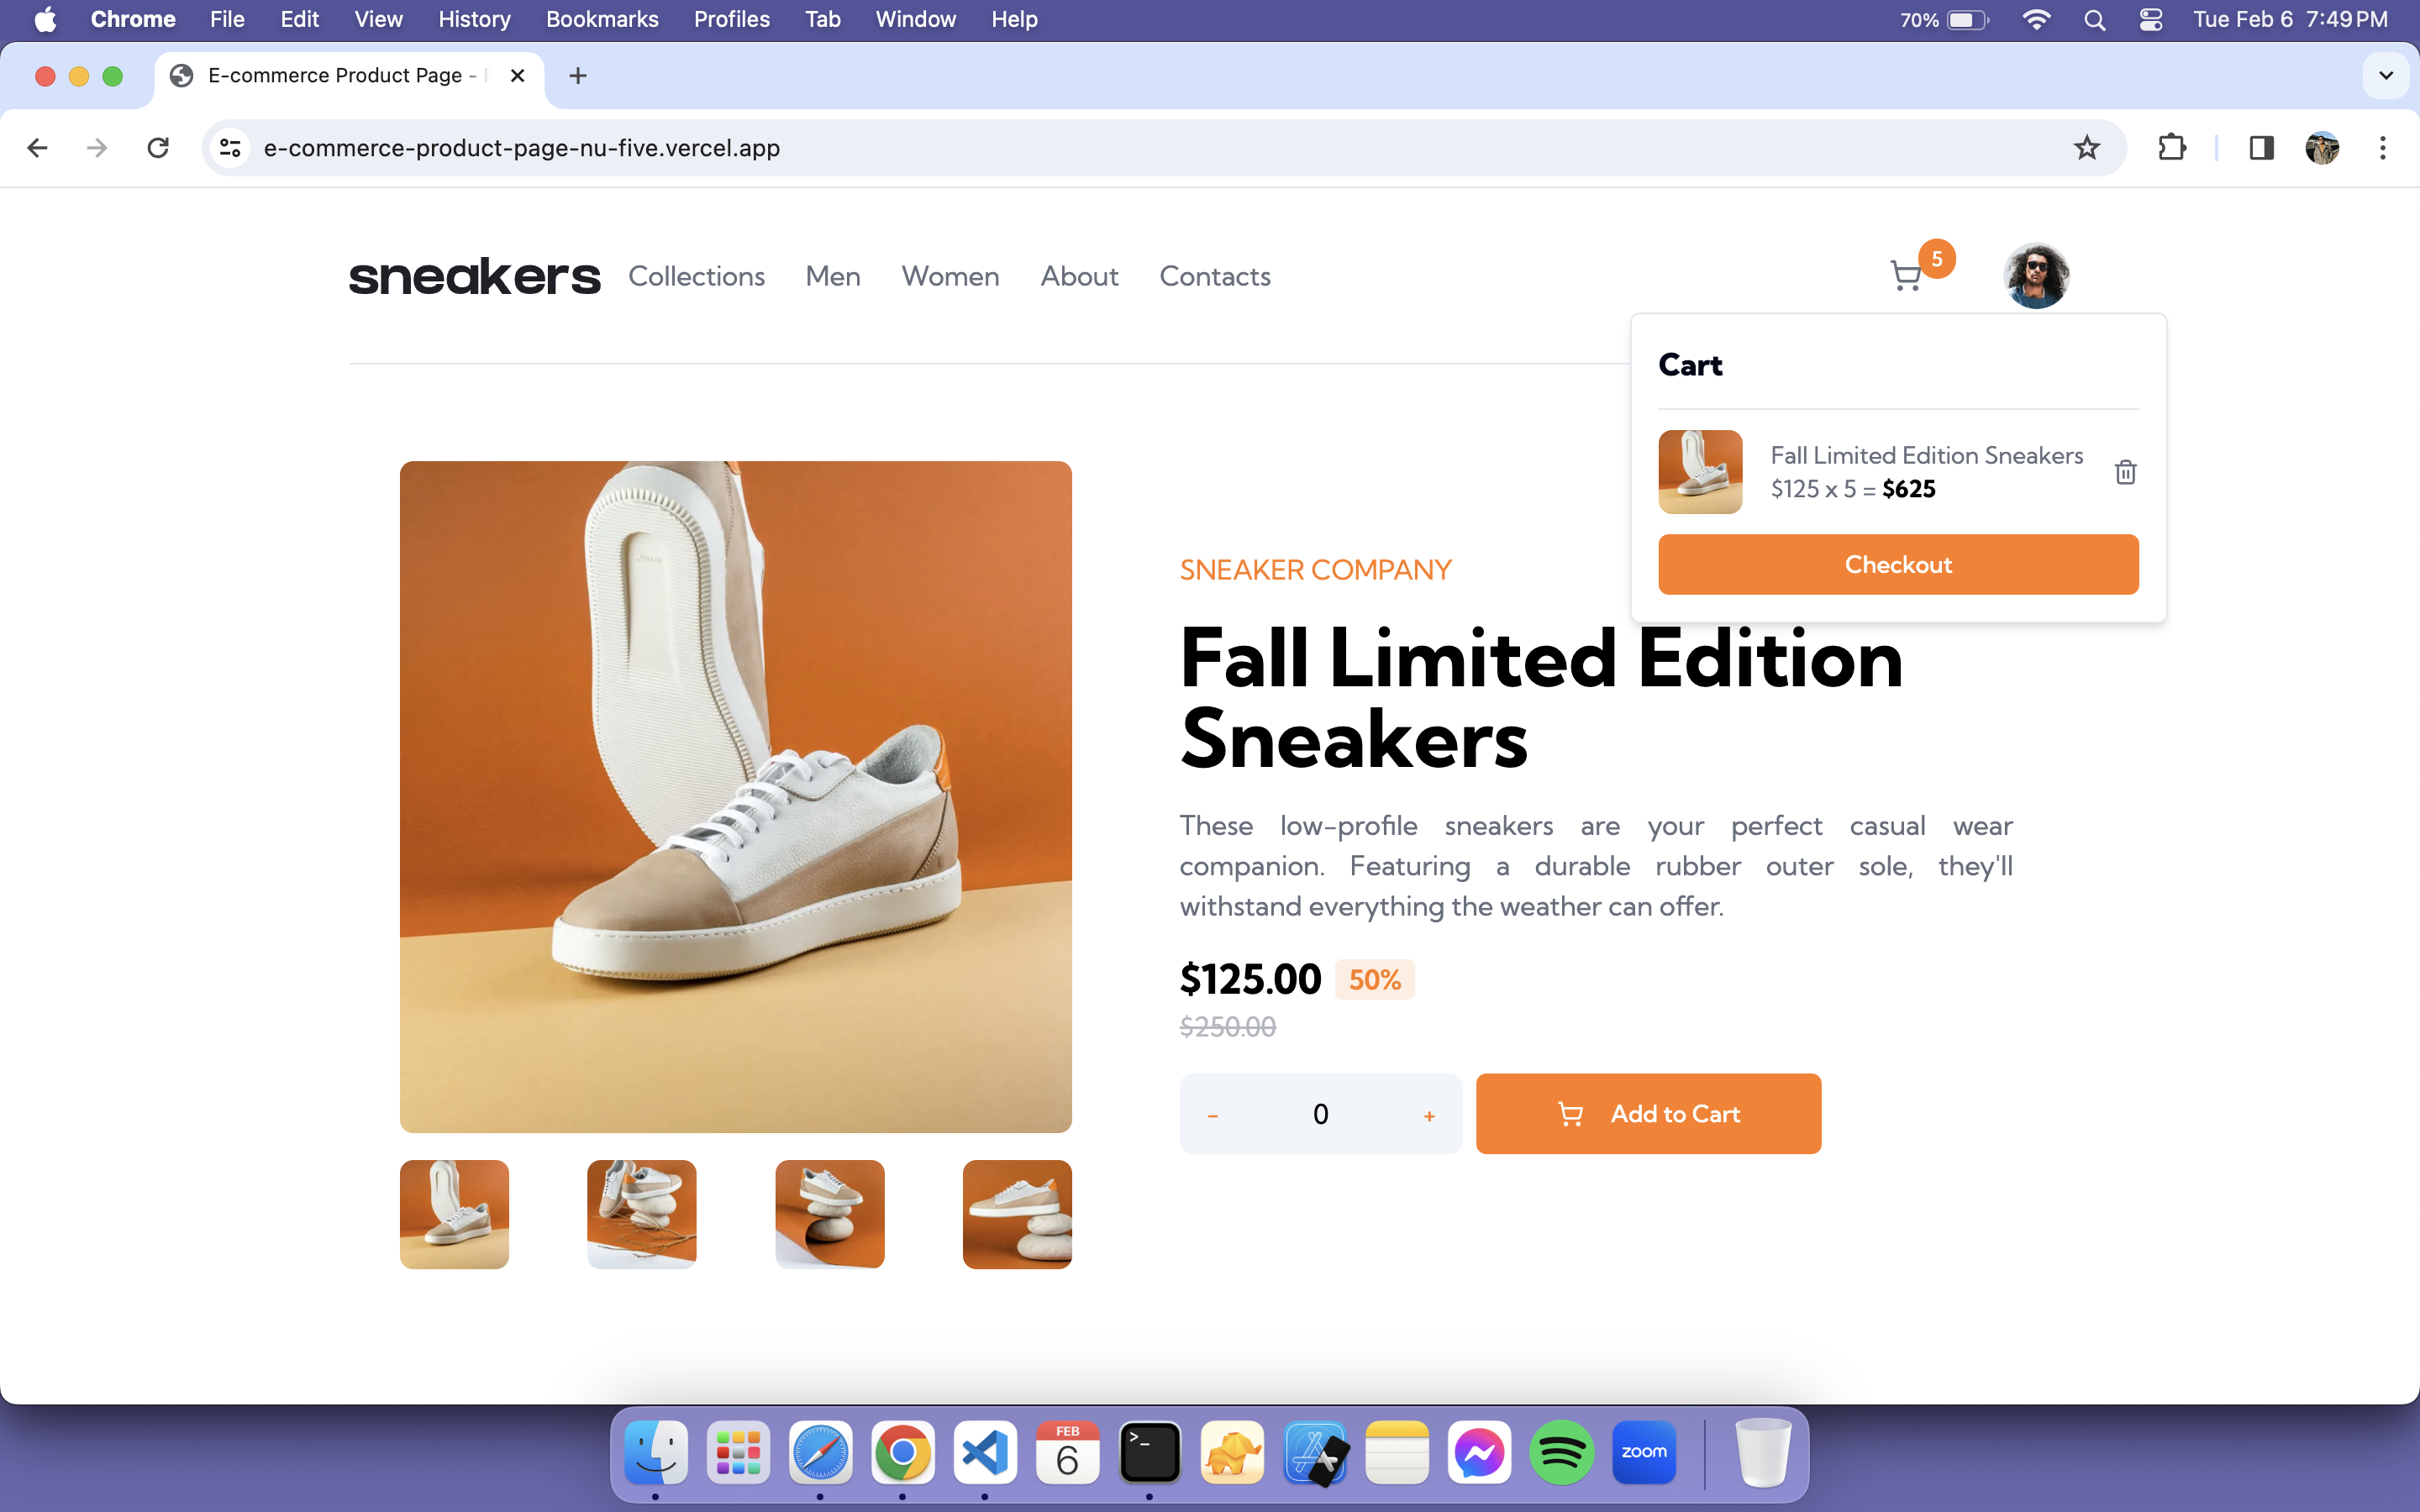 Chrome File Edit View History Bookmarks Profiles Tab Window Help 70% Tue Feb 6 7:49 PM
E-commerce Product Page -
e-commerce-product-page-nu-five.vercel.app
sneakers Collections Men Women About Contacts 5
Cart
Fall Limited Edition Sneakers
$125 x 5 = $625
Checkout
SNEAKER COMPANY
Fall Limited Edition
Sneakers
These low-profile sneakers are your perfect casual wear
companion. Featuring a durable rubber outer sole, they'll
withstand everything the weather can offer.
$125.00 50%
$250.00
- 0 + Add to Cart
FEB
6
>_
zoom